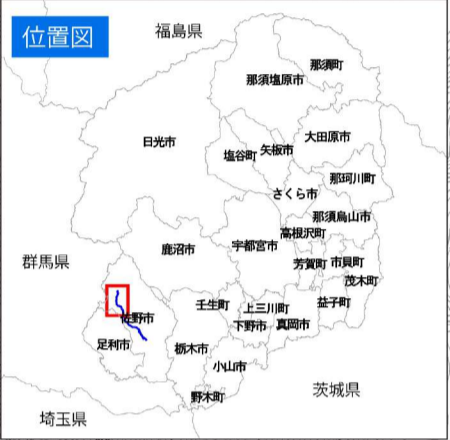 位置図
福島県
那須町
那須塩原市
日光市
大田原市
塩谷町
矢板市
那珂川町
さくら市
那須烏山市
高根沢町
宇都宮市
鹿沼市
群馬県
芳賀町
市貝町
茂木町
壬生町
上三川町
益子町
佐野市
下野市
真岡市
足利市
栃木市
小山市
野木町
茨城県
埼玉県